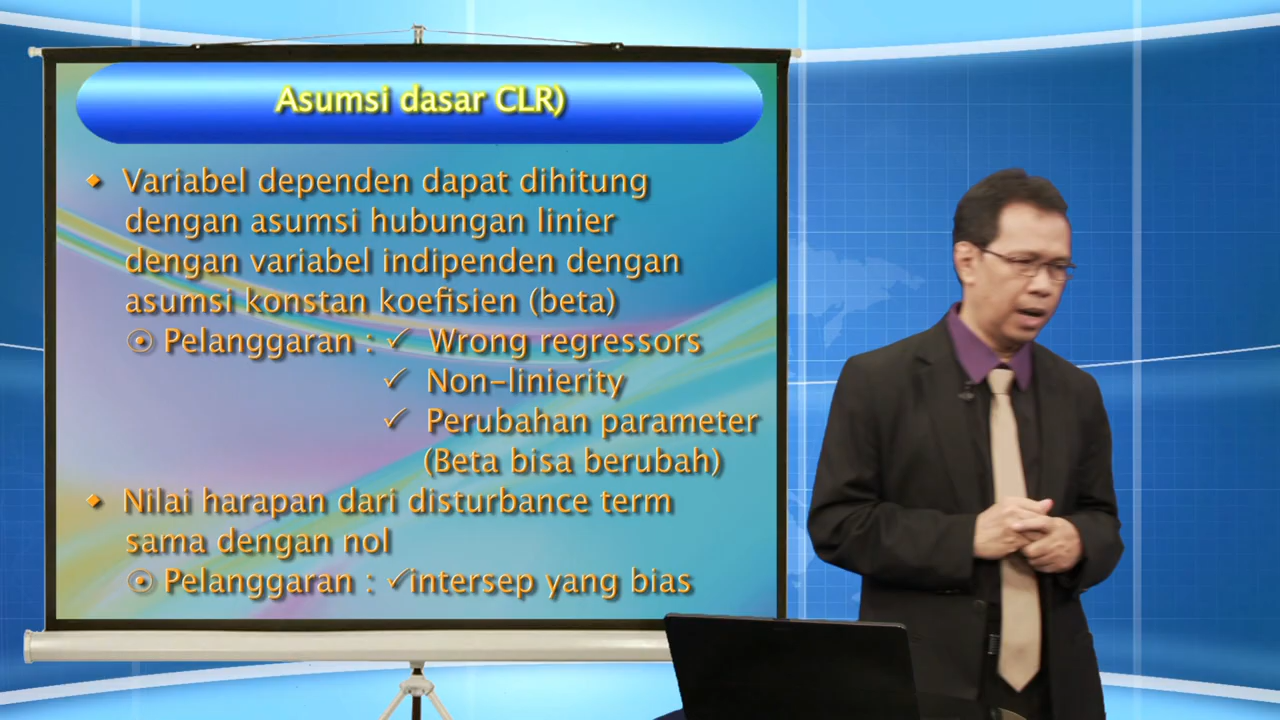 Asumsi dasar CLR)
Variabel dependen dapat dihitung
dengan asumsi hubungan linier
dengan variabel indipenden dengan
asumsi konstan koefisien (beta)
Pelanggaran : ✓ Wrong regressors
✓ Non-linierity
✓ Perubahan parameter
(Beta bisa berubah)
Nilai harapan dari disturbance term
sama dengan nol
Pelanggaran : ✓intersep yang bias